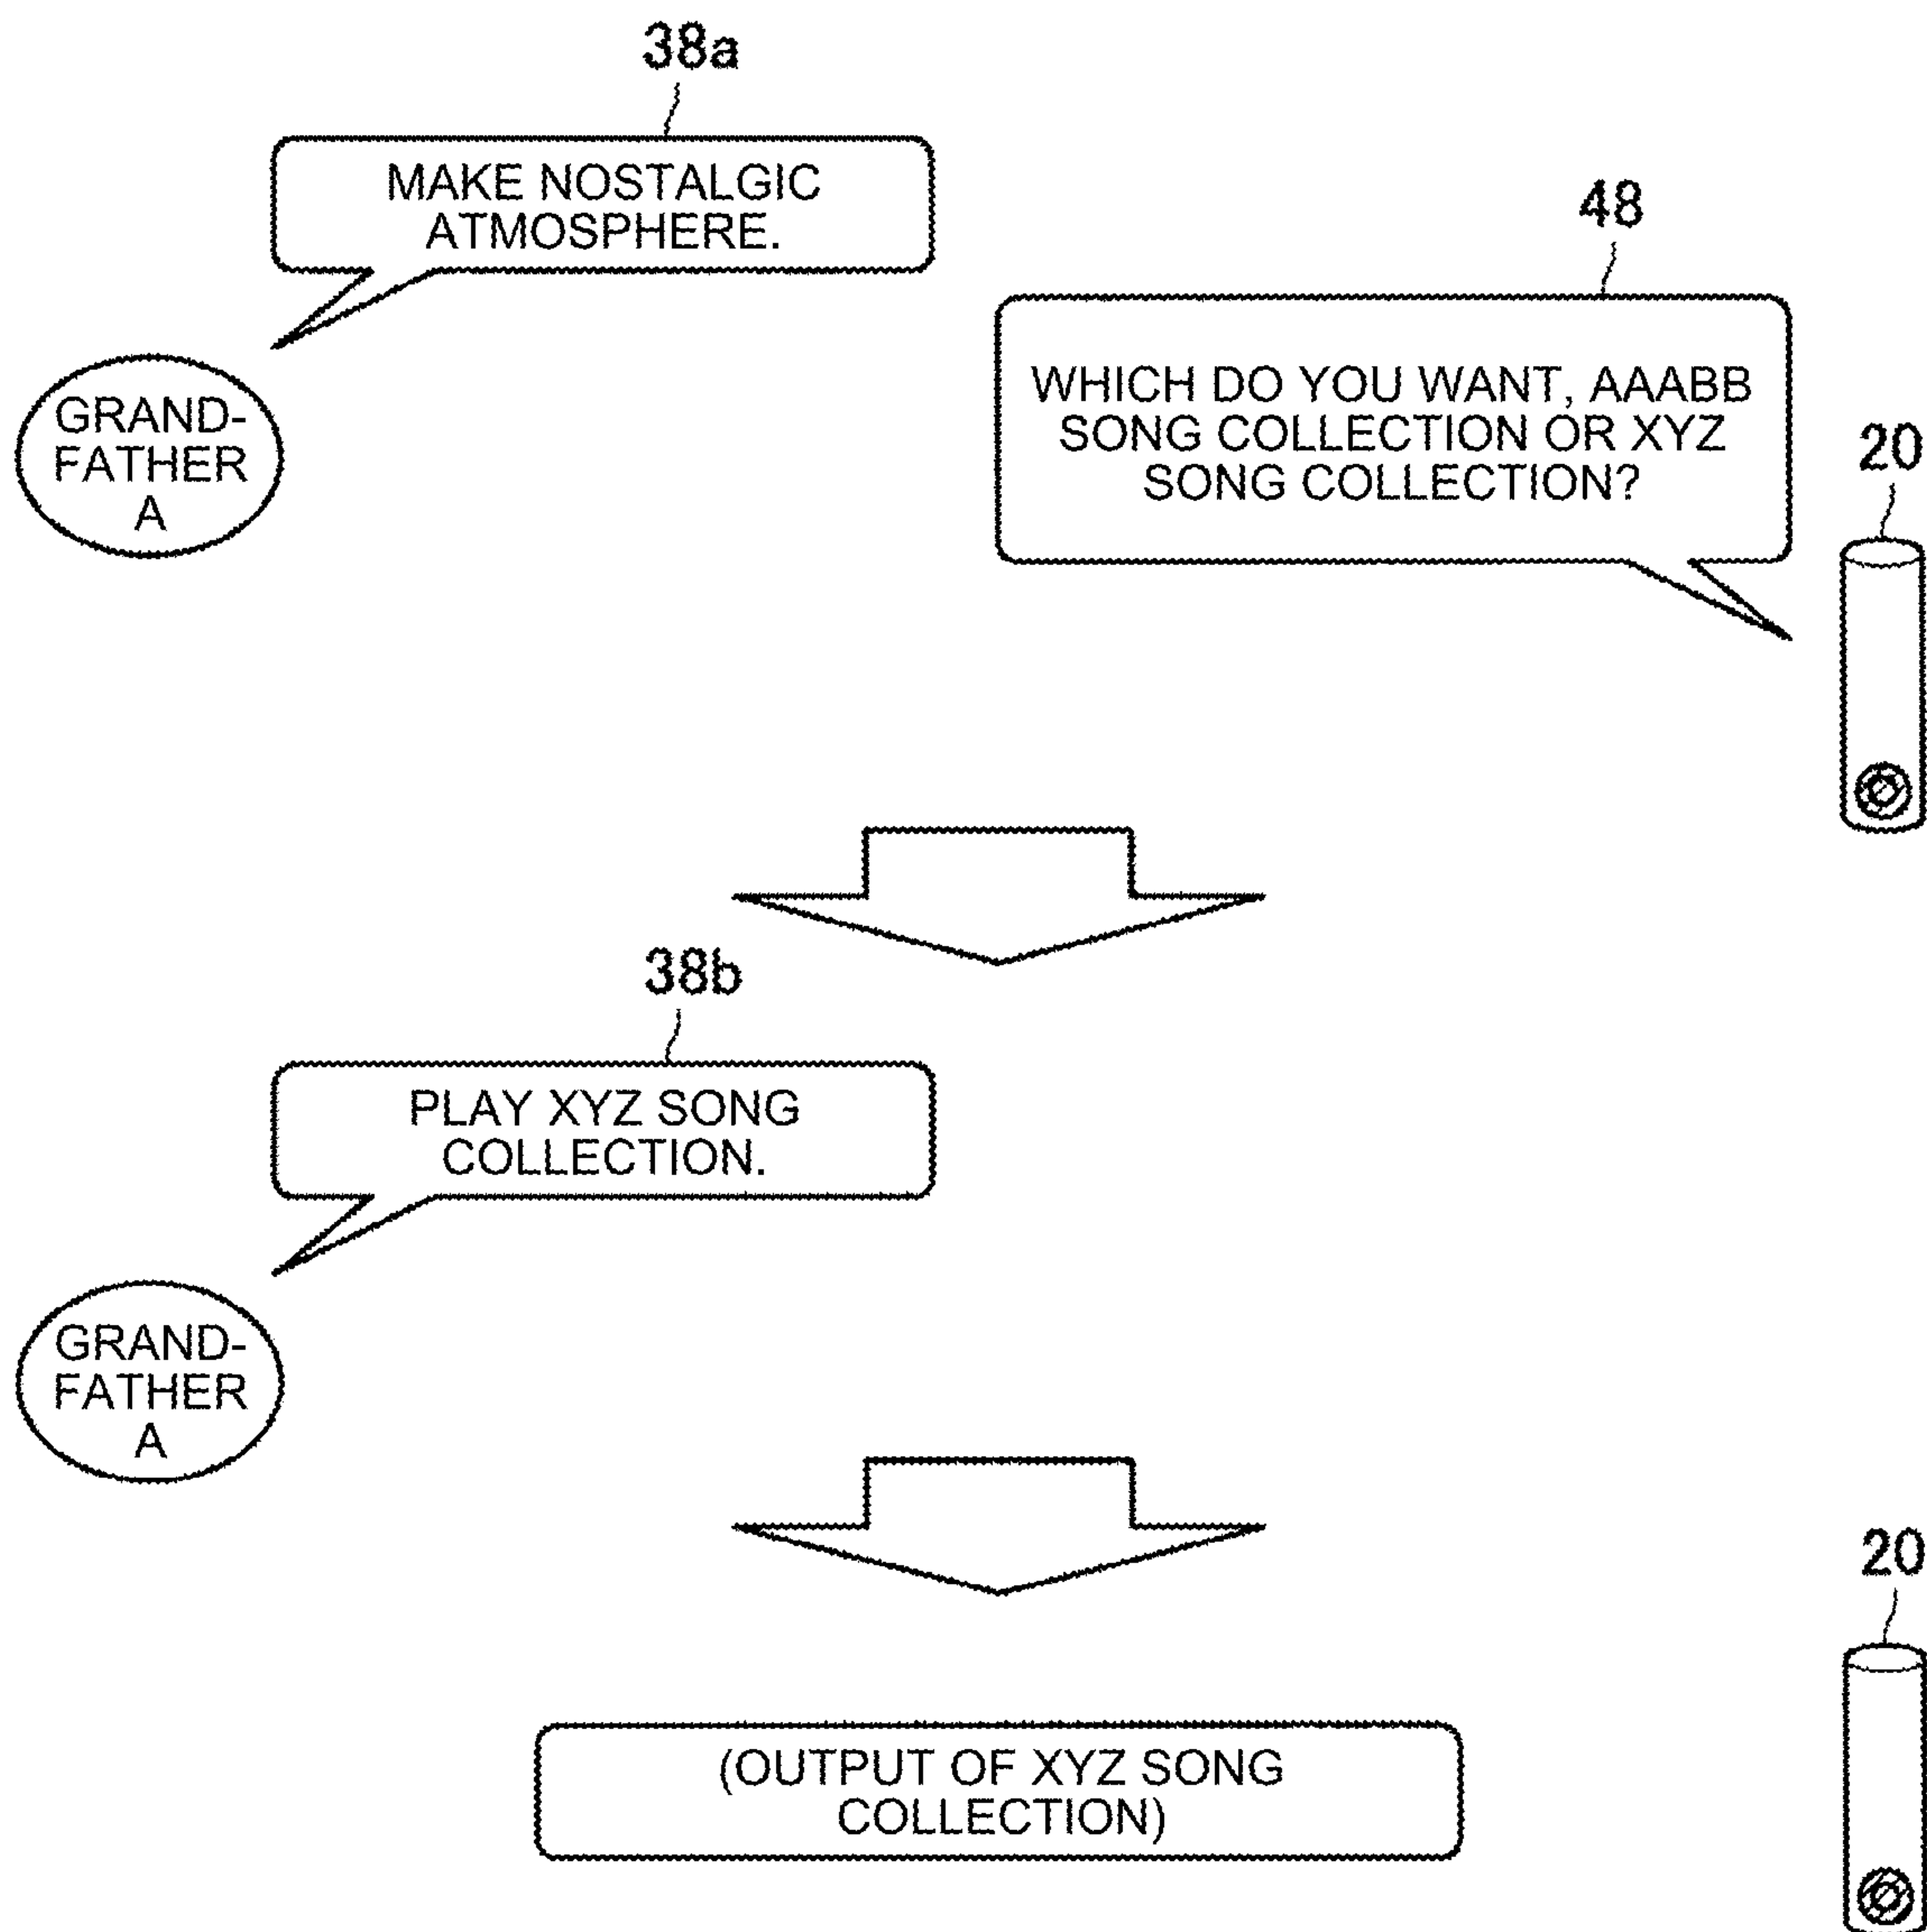 38a
MAKE NOSTALGIC
ATMOSPHERE.
48
WHICH DO YOU WANT, AAABB
SONG COLLECTION OR XYZ
SONG COLLECTION?
GRAND-
FATHER
A
20
38b
PLAY XYZ SONG
COLLECTION.
GRAND-
FATHER
A
20
(OUTPUT OF XYZ SONG
COLLECTION)